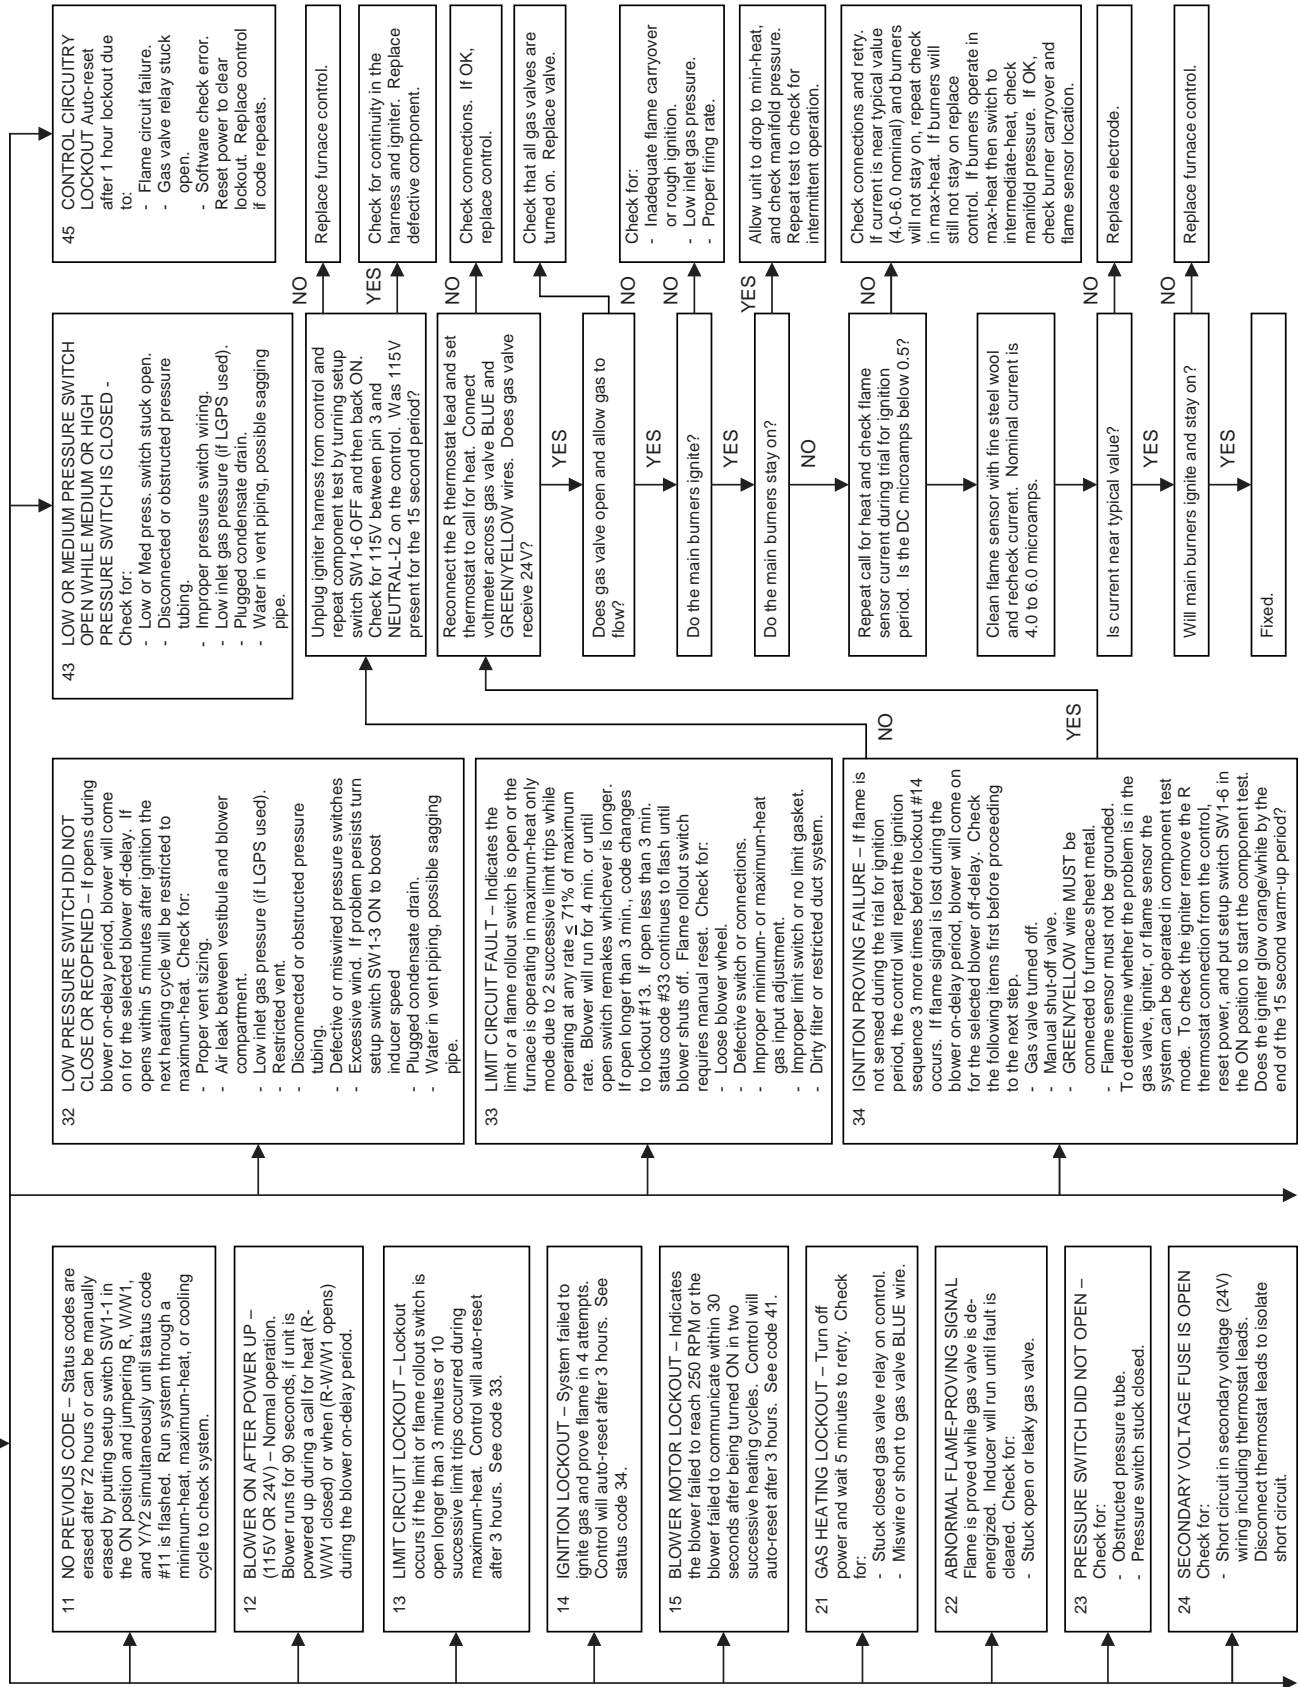 11 NO PREVIOUS CODE – Status codes are
erased after 72 hours or can be manually
erased by putting setup switch SW1-1 in
the ON position and jumpering R, W/W1,
and Y/Y2 simultaneously until status code
#11 is flashed. Run system through a
minimum-heat, maximum-heat, or cooling
cycle to check system.
12 BLOWER ON AFTER POWER UP –
(115V OR 24V) – Normal operation.
Blower runs for 90 seconds, if unit is
powered up during a call for heat (R-
W/W1 closed) or when (R-W/W1 opens)
during the blower on-delay period.
13 LIMIT CIRCUIT LOCKOUT – Lockout
occurs if the limit or flame rollout switch is
open longer than 3 minutes or 10
successive limit trips occurred during
maximum-heat. Control will auto-reset
after 3 hours. See code 33.
14 IGNITION LOCKOUT – System failed to
ignite gas and prove flame in 4 attempts.
Control will auto-reset after 3 hours. See
status code 34.
15 BLOWER MOTOR LOCKOUT – Indicates
the blower failed to reach 250 RPM or the
blower failed to communicate within 30
seconds after being turned ON in two
successive heating cycles. Control will
auto-reset after 3 hours. See code 41.
21 GAS HEATING LOCKOUT – Turn off
power and wait 5 minutes to retry. Check
for:
- Stuck closed gas valve relay on control.
- Miswire or short to gas valve BLUE wire.
22 ABNORMAL FLAME-PROVING SIGNAL
Flame is proved while gas valve is de-
energized. Inducer will run until fault is
cleared. Check for:
- Stuck open or leaky gas valve.
23 PRESSURE SWITCH DID NOT OPEN –
Check for:
- Obstructed pressure tube.
- Pressure switch stuck closed.
24 SECONDARY VOLTAGE FUSE IS OPEN
Check for:
- Short circuit in secondary voltage (24V)
wiring including thermostat leads.
Disconnect thermostat leads to isolate
short circuit.
32 LOW PRESSURE SWITCH DID NOT
CLOSE OR REOPENED – If opens during
blower on-delay period, blower will come
on for the selected blower off-delay. If
opens within 5 minutes after ignition the
next heating cycle will be restricted to
maximum-heat. Check for:
- Proper vent sizing.
- Air leak between vestibule and blower
compartment.
- Low inlet gas pressure (if LGPS used).
- Restricted vent.
- Disconnected or obstructed pressure
tubing.
- Defective or miswired pressure switches
- Excessive wind. If problem persists turn
setup switch SW1-3 ON to boost
inducer speed
- Plugged condensate drain.
- Water in vent piping, possible sagging
pipe.
33 LIMIT CIRCUIT FAULT – Indicates the
limit or a flame rollout switch is open or the
furnace is operating in maximum-heat only
mode due to 2 successive limit trips while
operating at any rate ≤ 71% of maximum
rate. Blower will run for 4 min. or until
open switch remakes whichever is longer.
If open longer than 3 min., code changes
to lockout #13. If open less than 3 min.
status code #33 continues to flash until
blower shuts off. Flame rollout switch
requires manual reset. Check for:
- Loose blower wheel.
- Defective switch or connections.
- Improper minimum- or maximum-heat
gas input adjustment.
- Improper limit switch or no limit gasket.
- Dirty filter or restricted duct system.
34 IGNITION PROVING FAILURE – If flame is
not sensed during the trial for ignition
period, the control will repeat the ignition
sequence 3 more times before lockout #14
occurs. If flame signal is lost during the
blower on-delay period, blower will come on
for the selected blower off-delay. Check
the following items first before proceeding
to the next step.
- Gas valve turned off.
- Manual shut-off valve.
- GREEN/YELLOW wire MUST be
connected to furnace sheet metal.
- Flame sensor must not be grounded.
To determine whether the problem is in the
gas valve, igniter, or flame sensor the
system can be operated in component test
mode. To check the igniter remove the R
thermostat connection from the control,
reset power, and put setup switch SW1-6 in
the ON position to start the component test.
Does the igniter glow orange/white by the
end of the 15 second warm-up period?
NO
YES
43 LOW OR MEDIUM PRESSURE SWITCH
OPEN WHILE MEDIUM OR HIGH
PRESSURE SWITCH IS CLOSED -
Check for:
- Low or Med press. switch stuck open.
- Disconnected or obstructed pressure
tubing.
- Improper pressure switch wiring.
- Low inlet gas pressure (if LGPS used).
- Plugged condensate drain.
- Water in vent piping, possible sagging
pipe.
Unplug igniter harness from control and
repeat component test by turning setup
switch SW1-6 OFF and then back ON.
Check for 115V between pin 3 and
NEUTRAL-L2 on the control. Was 115V
present for the 15 second period?
NO
YES
Reconnect the R thermostat lead and set
thermostat to call for heat. Connect
voltmeter across gas valve BLUE and
GREEN/YELLOW wires. Does gas valve
receive 24V?
NO
YES
Does gas valve open and allow gas to
flow?
NO
YES
Do the main burners ignite?
NO
YES
Do the main burners stay on?
YES
NO
Repeat call for heat and check flame
sensor current during trial for ignition
period. Is the DC microamps below 0.5?
NO
YES
Clean flame sensor with fine steel wool
and recheck current. Nominal current is
4.0 to 6.0 microamps.
Is current near typical value?
NO
YES
Will main burners ignite and stay on?
NO
YES
Fixed.
45 CONTROL CIRCUITRY
LOCKOUT Auto-reset
after 1 hour lockout due
to:
- Flame circuit failure.
- Gas valve relay stuck
open.
- Software check error.
Reset power to clear
lockout. Replace control
if code repeats.
Replace furnace control.
Check for continuity in the
harness and igniter. Replace
defective component.
Check connections. If OK,
replace control.
Check that all gas valves are
turned on. Replace valve.
Check for:
- Inadequate flame carryover
or rough ignition.
- Low inlet gas pressure.
- Proper firing rate.
Allow unit to drop to min-heat,
and check manifold pressure.
Repeat test to check for
intermittent operation.
Check connections and retry.
If current is near typical value
(4.0-6.0 nominal) and burners
will not stay on, repeat check
in max-heat. If burners will
still not stay on replace
control. If burners operate in
max-heat then switch to
intermediate-heat, check
manifold pressure. If OK,
check burner carryover and
flame sensor location.
Replace electrode.
Replace furnace control.